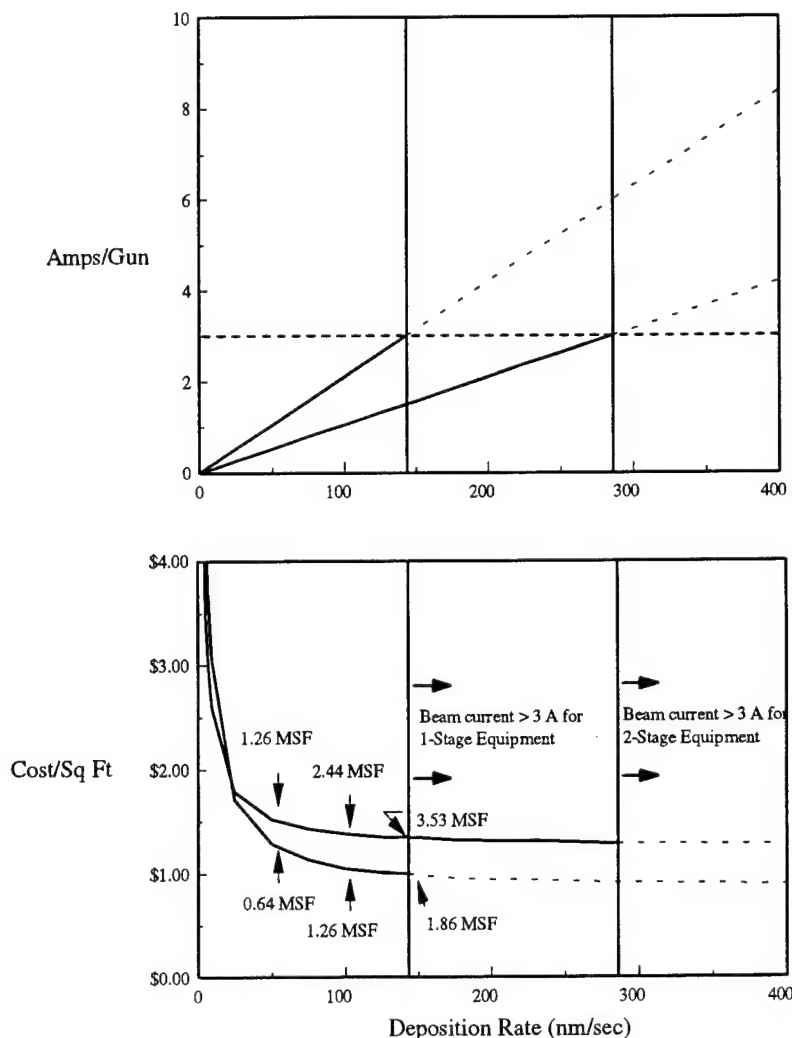 10
8
6
Amps/Gun
4
2
0
0 100 200 300 400
$4.00
$3.00
Beam current > 3 A for
1-Stage Equipment
Beam current > 3 A for
2-Stage Equipment
1.26 MSF
Cost/Sq Ft
$2.00
2.44 MSF
3.53 MSF
$1.00
0.64 MSF
1.26 MSF
1.86 MSF
$0.00
0 100 200 300 400
Deposition Rate (nm/sec)